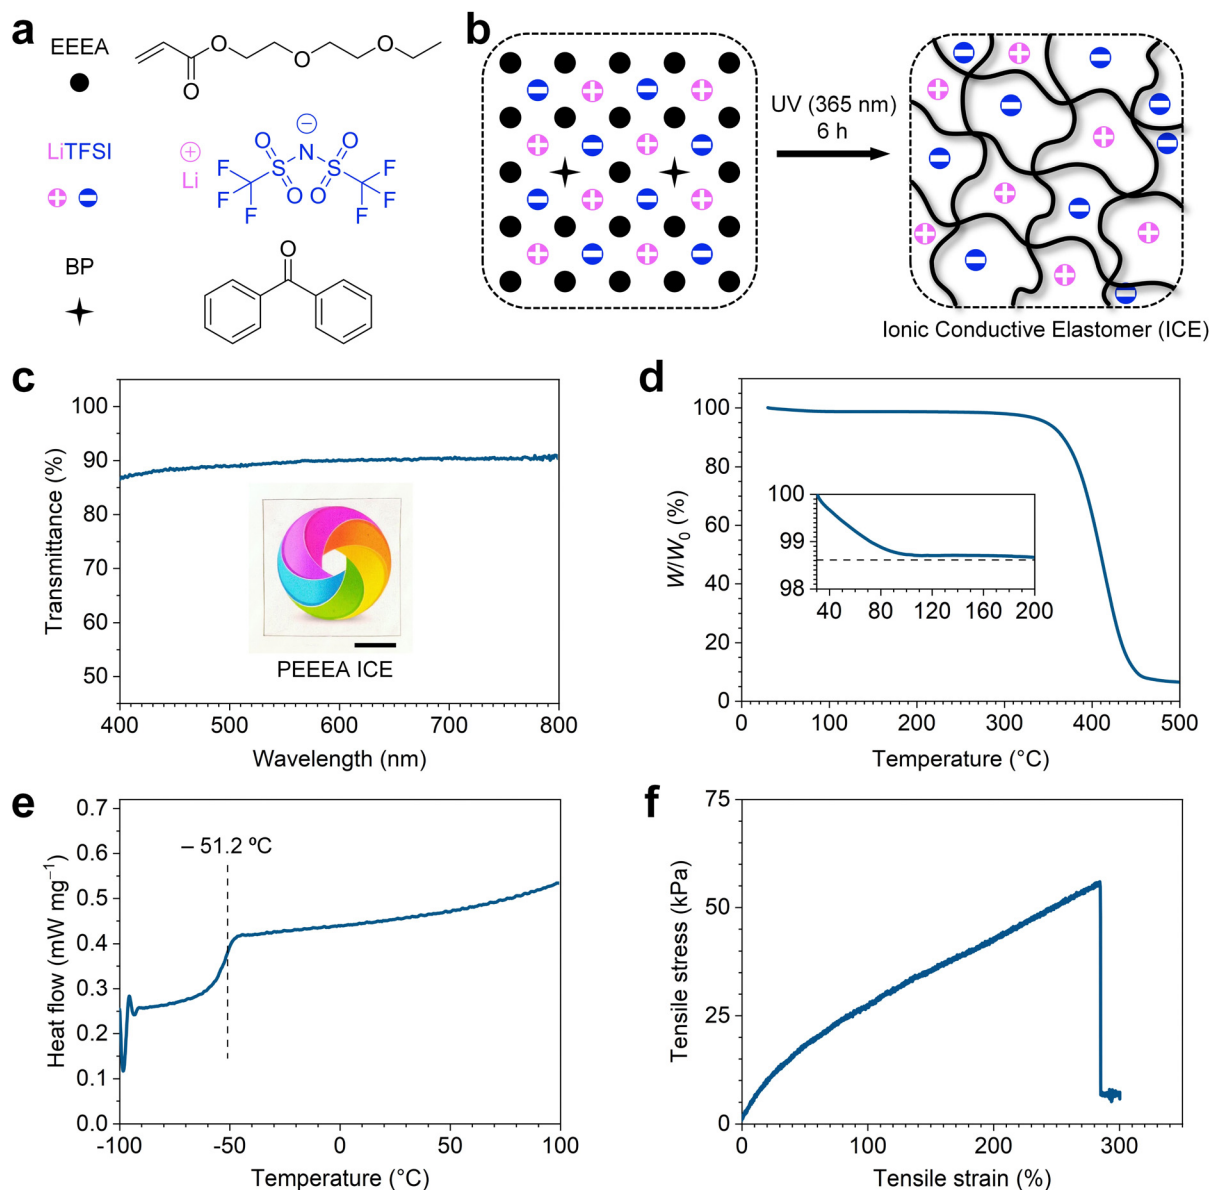 a
EEEA
O
O
O
O
LiTFSI
⊕
Li
⊖
O
O
N
O
O
S
S
F
F
F
F
F
F
BP
O
b
UV (365 nm)
6 h
Ionic Conductive Elastomer (ICE)
c
Transmittance (%)
100
90
80
70
60
50
400
500
600
700
800
Wavelength (nm)
PEEEA ICE
d
W/W0 (%)
100
80
60
40
20
0
0
100
200
300
400
500
Temperature (°C)
100
99
98
40
80
120
160
200
e
Heat flow (mW mg⁻¹)
0.7
0.6
0.5
0.4
0.3
0.2
0.1
0.0
-100
-50
0
50
100
Temperature (°C)
– 51.2 ºC
f
Tensile stress (kPa)
75
50
25
0
0
100
200
300
Tensile strain (%)